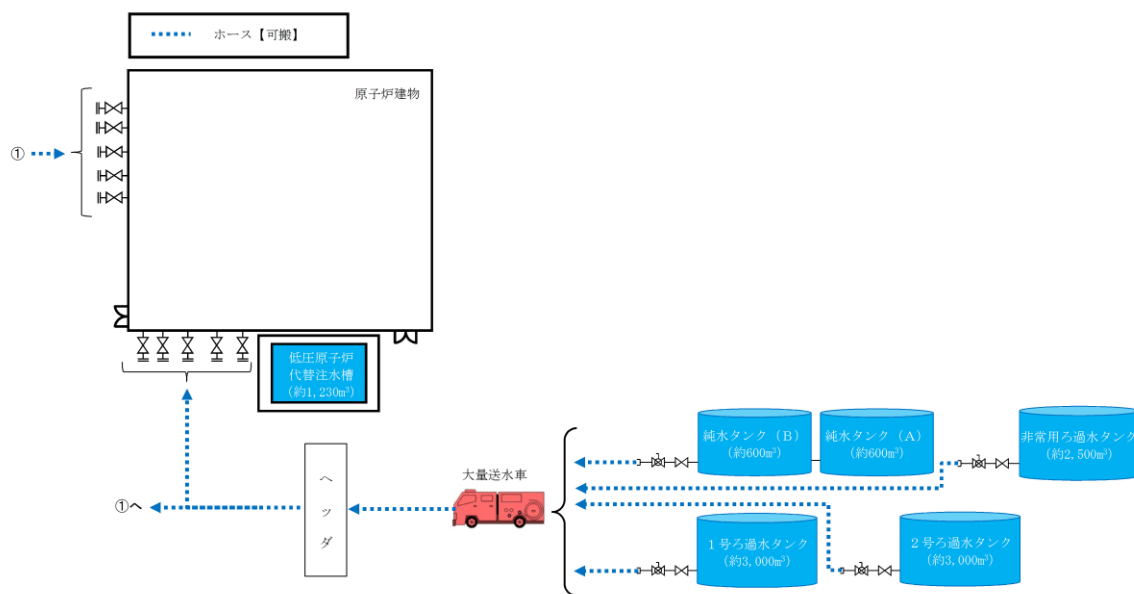 ホース【可搬】
原子炉建物
①
低圧原子炉
代替注水槽
(約1,230m³)
純水タンク（B）
(約600m³)
純水タンク（A）
(約600m³)
非常用ろ過水タンク
(約2,500m³)
大量送水車
ヘッダ
①へ
1号ろ過水タンク
(約3,000m³)
2号ろ過水タンク
(約3,000m³)